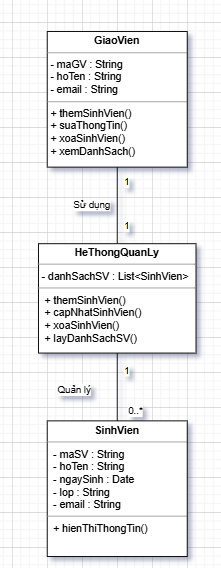 GiaoVien
- maGV : String
- hoTen : String
- email : String
+ themSinhVien()
+ suaThongTin()
+ xoaSinhVien()
+ xemDanhSach()
1
Sử dụng
1
HeThongQuanLy
- danhSachSV : List<SinhVien>
+ themSinhVien()
+ capNhatSinhVien()
+ xoaSinhVien()
+ layDanhSachSV()
1
Quản lý
0..*
SinhVien
- maSV : String
- hoTen : String
- ngaySinh : Date
- lop : String
- email : String
+ hienThiThongTin()